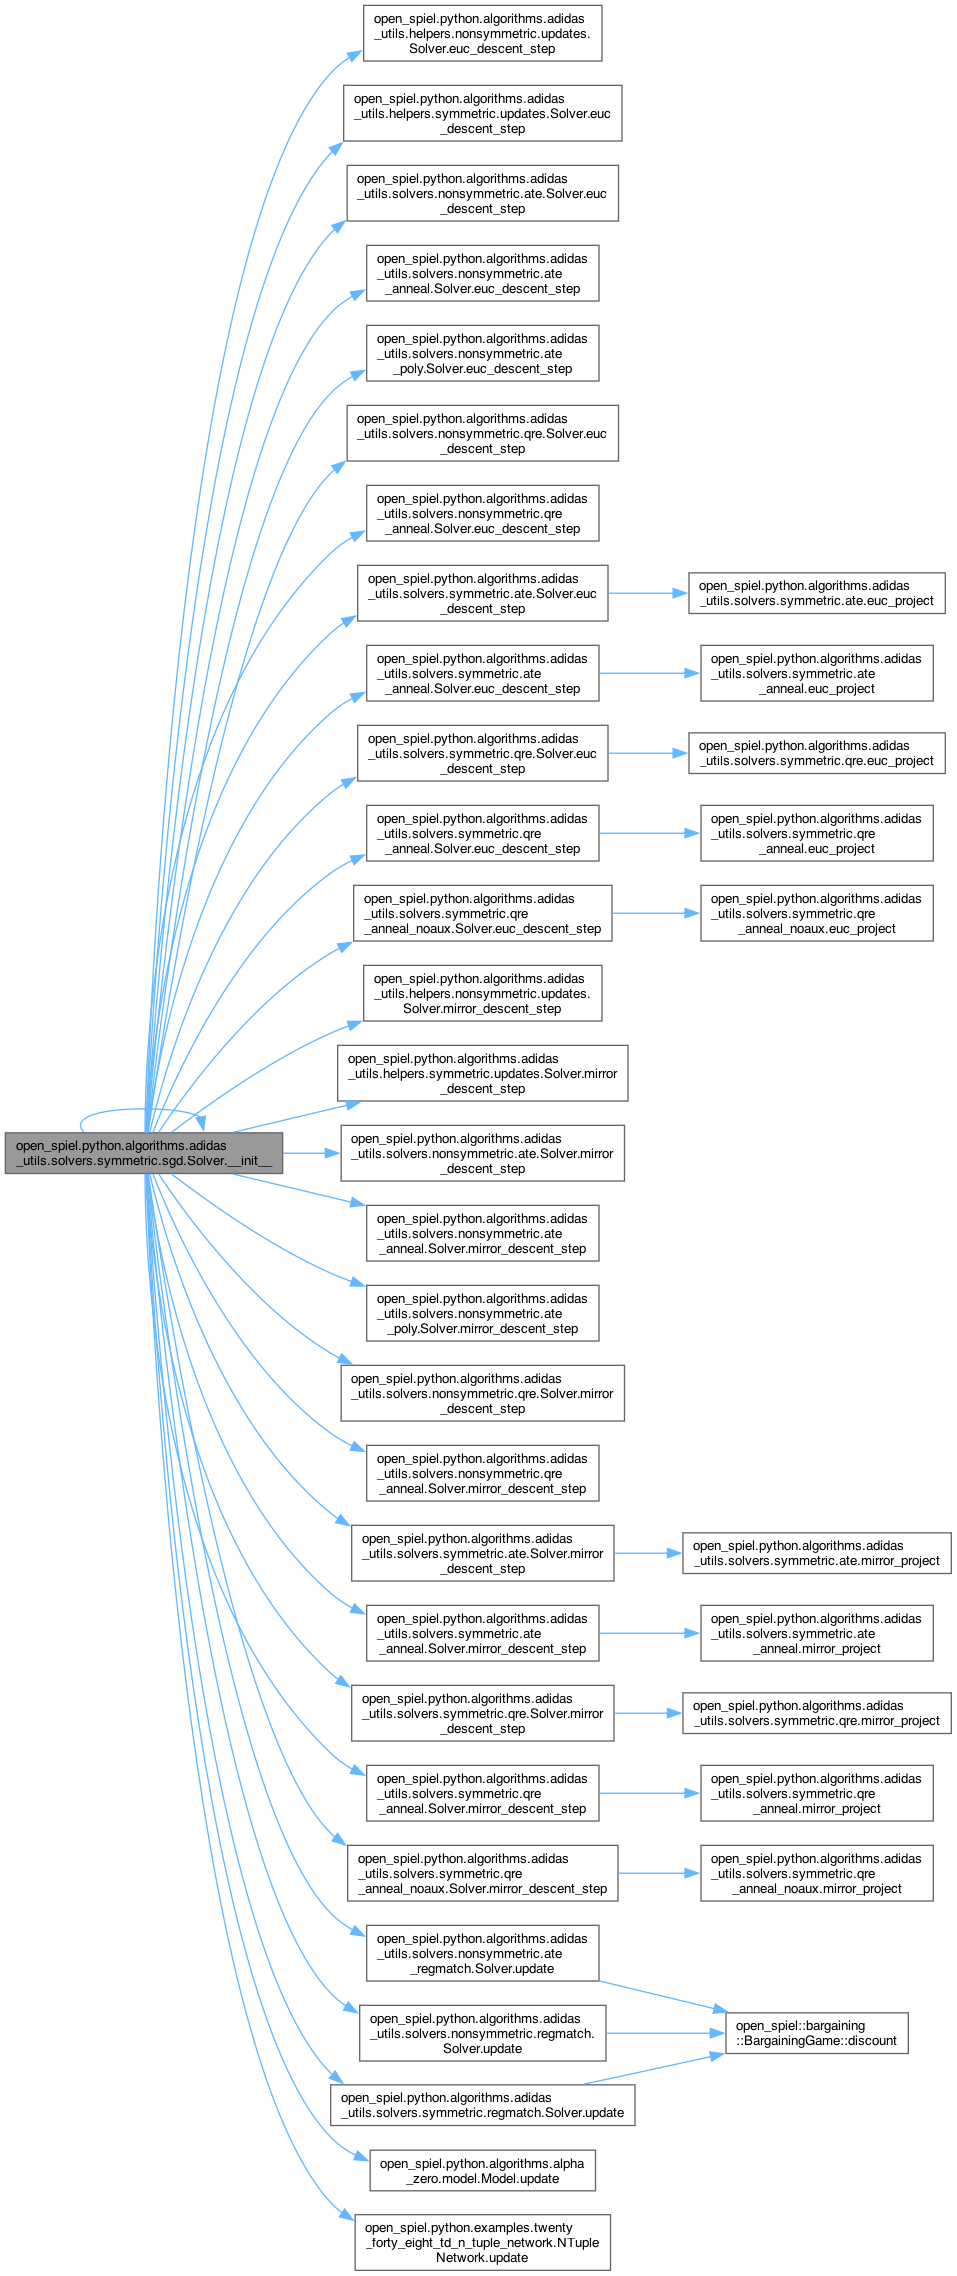 open_spiel.python.algorithms.adidas
_utils.helpers.nonsymmetric.updates.
Solver.euc_descent_step
open_spiel.python.algorithms.adidas
_utils.helpers.symmetric.updates.Solver.euc
_descent_step
open_spiel.python.algorithms.adidas
_utils.solvers.nonsymmetric.ate.Solver.euc
_descent_step
open_spiel.python.algorithms.adidas
_utils.solvers.nonsymmetric.ate
_anneal.Solver.euc_descent_step
open_spiel.python.algorithms.adidas
_utils.solvers.nonsymmetric.ate
_poly.Solver.euc_descent_step
open_spiel.python.algorithms.adidas
_utils.solvers.nonsymmetric.qre.Solver.euc
_descent_step
open_spiel.python.algorithms.adidas
_utils.solvers.nonsymmetric.qre
_anneal.Solver.euc_descent_step
open_spiel.python.algorithms.adidas
_utils.solvers.symmetric.ate.Solver.euc
_descent_step
open_spiel.python.algorithms.adidas
_utils.solvers.symmetric.ate.euc_project
open_spiel.python.algorithms.adidas
_utils.solvers.symmetric.ate
_anneal.Solver.euc_descent_step
open_spiel.python.algorithms.adidas
_utils.solvers.symmetric.ate
_anneal.euc_project
open_spiel.python.algorithms.adidas
_utils.solvers.symmetric.qre.Solver.euc
_descent_step
open_spiel.python.algorithms.adidas
_utils.solvers.symmetric.qre.euc_project
open_spiel.python.algorithms.adidas
_utils.solvers.symmetric.qre
_anneal.Solver.euc_descent_step
open_spiel.python.algorithms.adidas
_utils.solvers.symmetric.qre
_anneal.euc_project
open_spiel.python.algorithms.adidas
_utils.solvers.symmetric.qre
_anneal_noaux.Solver.euc_descent_step
open_spiel.python.algorithms.adidas
_utils.solvers.symmetric.qre
_anneal_noaux.euc_project
open_spiel.python.algorithms.adidas
_utils.helpers.nonsymmetric.updates.
Solver.mirror_descent_step
open_spiel.python.algorithms.adidas
_utils.helpers.symmetric.updates.Solver.mirror
_descent_step
open_spiel.python.algorithms.adidas
_utils.solvers.symmetric.sgd.Solver.__init__
open_spiel.python.algorithms.adidas
_utils.solvers.nonsymmetric.ate.Solver.mirror
_descent_step
open_spiel.python.algorithms.adidas
_utils.solvers.nonsymmetric.ate
_anneal.Solver.mirror_descent_step
open_spiel.python.algorithms.adidas
_utils.solvers.nonsymmetric.ate
_poly.Solver.mirror_descent_step
open_spiel.python.algorithms.adidas
_utils.solvers.nonsymmetric.qre.Solver.mirror
_descent_step
open_spiel.python.algorithms.adidas
_utils.solvers.nonsymmetric.qre
_anneal.Solver.mirror_descent_step
open_spiel.python.algorithms.adidas
_utils.solvers.symmetric.ate.Solver.mirror
_descent_step
open_spiel.python.algorithms.adidas
_utils.solvers.symmetric.ate.mirror_project
open_spiel.python.algorithms.adidas
_utils.solvers.symmetric.ate
_anneal.Solver.mirror_descent_step
open_spiel.python.algorithms.adidas
_utils.solvers.symmetric.ate
_anneal.mirror_project
open_spiel.python.algorithms.adidas
_utils.solvers.symmetric.qre.Solver.mirror
_descent_step
open_spiel.python.algorithms.adidas
_utils.solvers.symmetric.qre.mirror_project
open_spiel.python.algorithms.adidas
_utils.solvers.symmetric.qre
_anneal.Solver.mirror_descent_step
open_spiel.python.algorithms.adidas
_utils.solvers.symmetric.qre
_anneal.mirror_project
open_spiel.python.algorithms.adidas
_utils.solvers.symmetric.qre
_anneal_noaux.Solver.mirror_descent_step
open_spiel.python.algorithms.adidas
_utils.solvers.symmetric.qre
_anneal_noaux.mirror_project
open_spiel.python.algorithms.adidas
_utils.solvers.nonsymmetric.ate
_regmatch.Solver.update
open_spiel.python.algorithms.adidas
_utils.solvers.nonsymmetric.regmatch.
Solver.update
open_spiel::bargaining
::BargainingGame::discount
open_spiel.python.algorithms.adidas
_utils.solvers.symmetric.regmatch.Solver.update
open_spiel.python.algorithms.alpha
_zero.model.Model.update
open_spiel.python.examples.twenty
_forty_eight_td_n_tuple_network.NTuple
Network.update